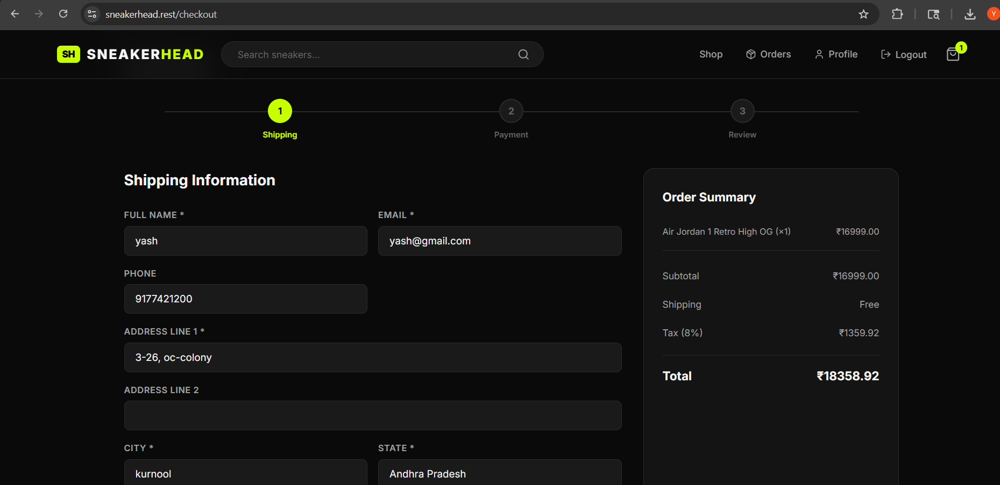 sneakerhead.rest/checkout
Y
SH SNEAKERHEAD
Search sneakers...
Shop
Orders
Profile
Logout
1
1
Shipping
2
Payment
3
Review
Shipping Information
FULL NAME *
yash
EMAIL *
yash@gmail.com
PHONE
9177421200
ADDRESS LINE 1 *
3-26, oc-colony
ADDRESS LINE 2
CITY *
kurnool
STATE *
Andhra Pradesh
Order Summary
Air Jordan 1 Retro High OG (×1) ₹16999.00
Subtotal ₹16999.00
Shipping Free
Tax (8%) ₹1359.92
Total ₹18358.92